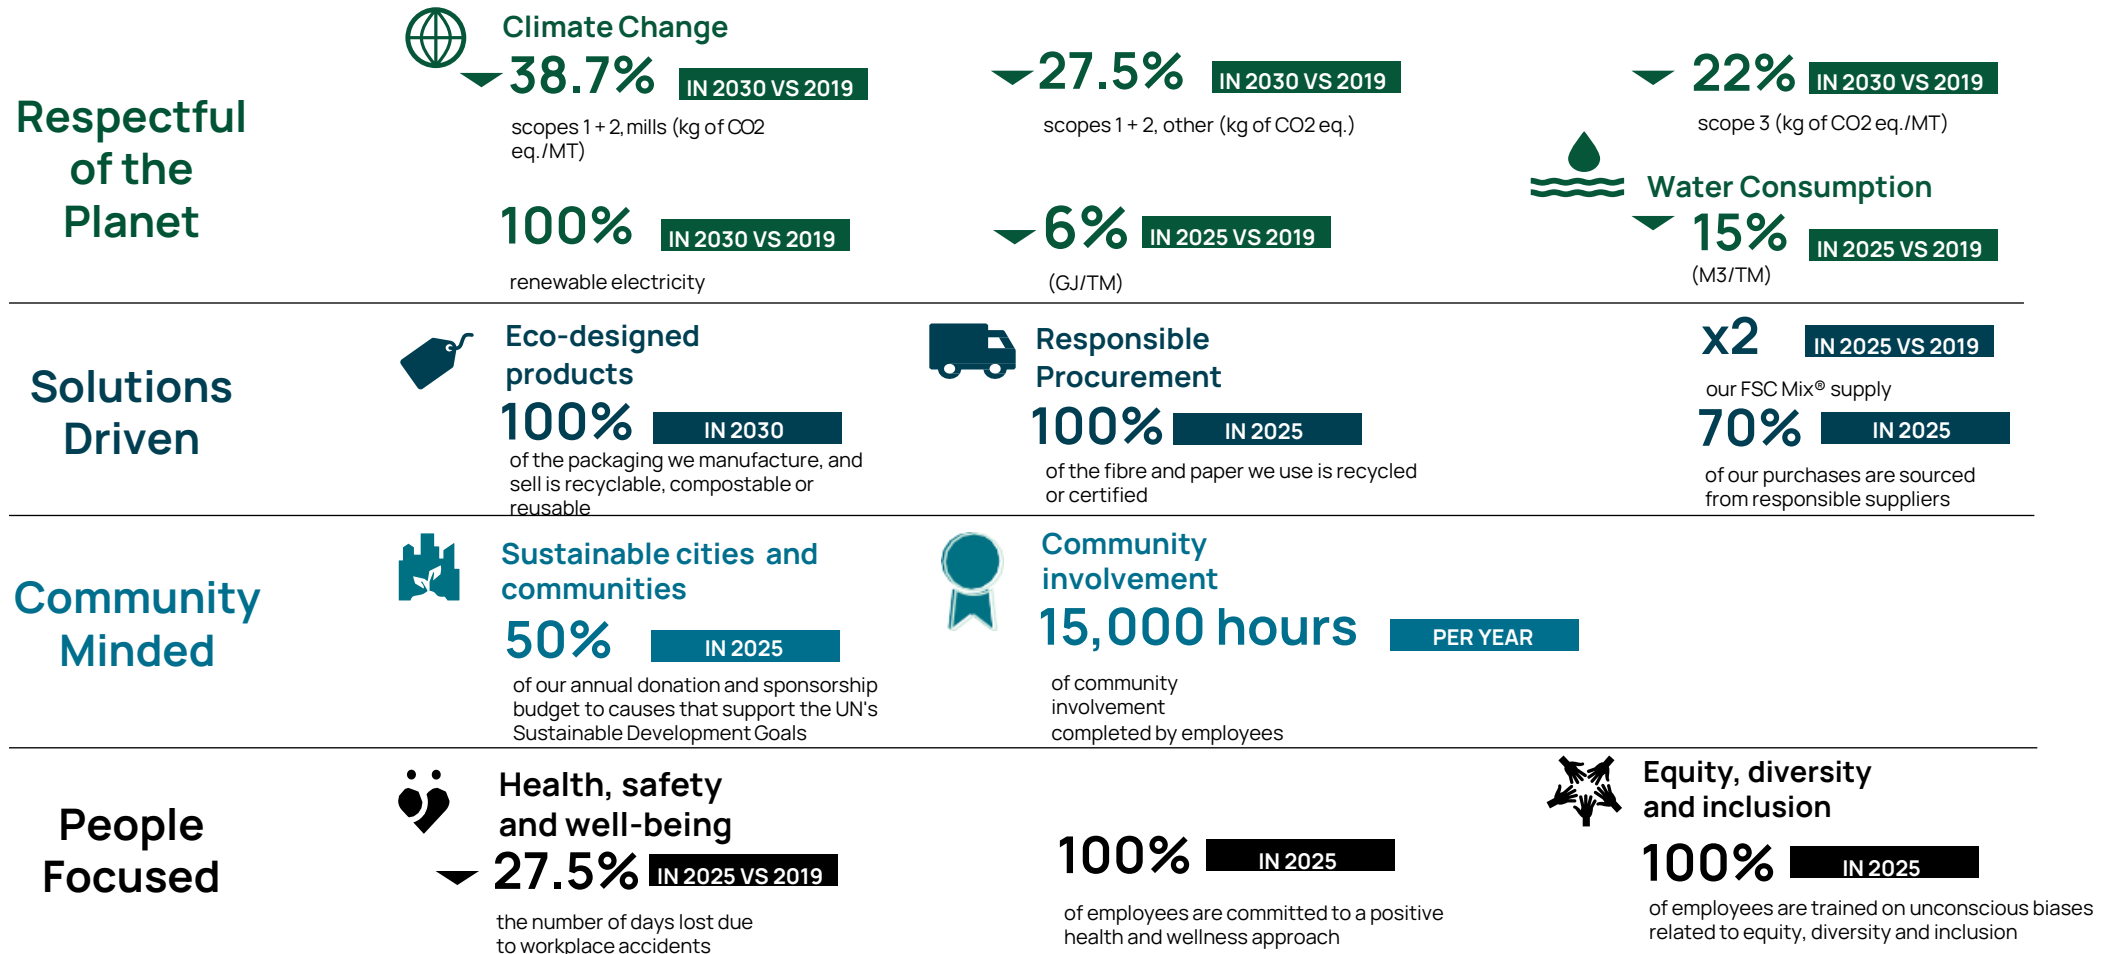 Respectful
of the
Planet
Climate Change
38.7% IN 2030 VS 2019
scopes 1 + 2, mills (kg of CO2
eq./MT)
27.5% IN 2030 VS 2019
scopes 1 + 2, other (kg of CO2 eq.)
22% IN 2030 VS 2019
scope 3 (kg of CO2 eq./MT)
100% IN 2030 VS 2019
renewable electricity
6% IN 2025 VS 2019
(GJ/TM)
Water Consumption
15% IN 2025 VS 2019
(M3/TM)
Solutions
Driven
Eco-designed
products
100% IN 2030
of the packaging we manufacture, and
sell is recyclable, compostable or
reusable
Responsible
Procurement
100% IN 2025
of the fibre and paper we use is recycled
or certified
x2 IN 2025 VS 2019
our FSC Mix® supply
70% IN 2025
of our purchases are sourced
from responsible suppliers
Community
Minded
Sustainable cities and
communities
50% IN 2025
of our annual donation and sponsorship
budget to causes that support the UN's
Sustainable Development Goals
Community
involvement
15,000 hours PER YEAR
of community
involvement
completed by employees
People
Focused
Health, safety
and well-being
27.5% IN 2025 VS 2019
the number of days lost due
to workplace accidents
100% IN 2025
of employees are committed to a positive
health and wellness approach
Equity, diversity
and inclusion
100% IN 2025
of employees are trained on unconscious biases
related to equity, diversity and inclusion